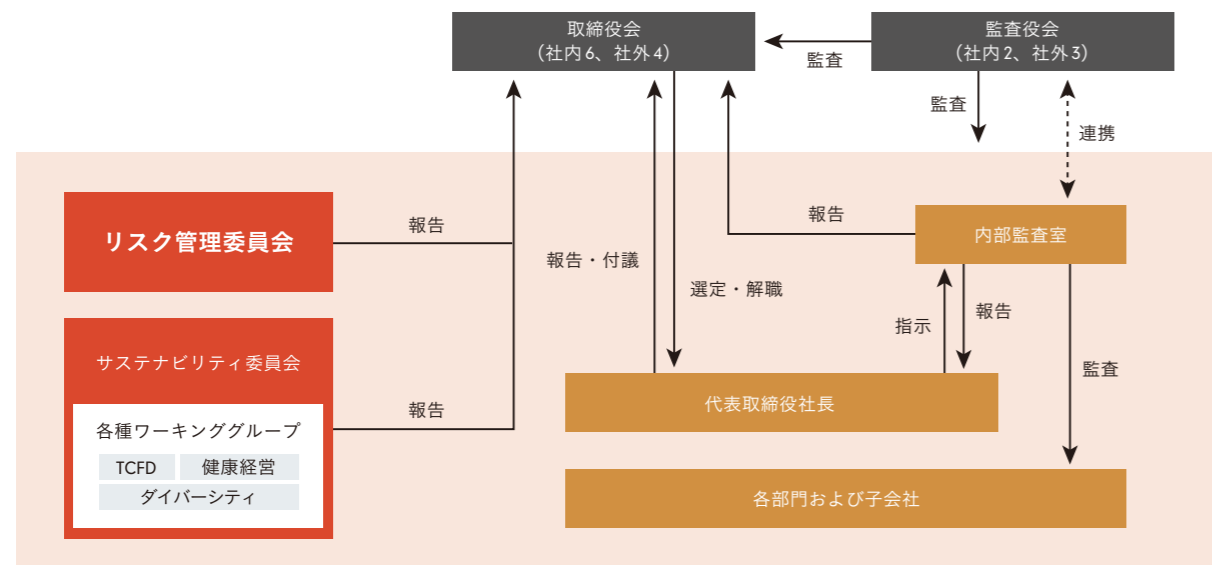 取締役会
（社内6、社外4）
監査役会
（社内2、社外3）
監査
監査
連携
リスク管理委員会
報告
報告
内部監査室
報告・付議
選定・解職
指示
報告
サステナビリティ委員会
監査
代表取締役社長
報告
各種ワーキンググループ
TCFD
健康経営
ダイバーシティ
各部門および子会社